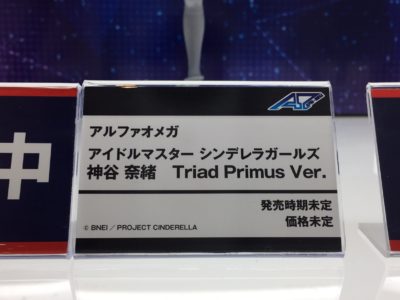 中
アルファオメガ
アイドルマスター シンデレラガールズ
神谷 奈緒 Triad Primus Ver.
発売時期未定
価格未定
© BNEI／PROJECT CINDERELLA